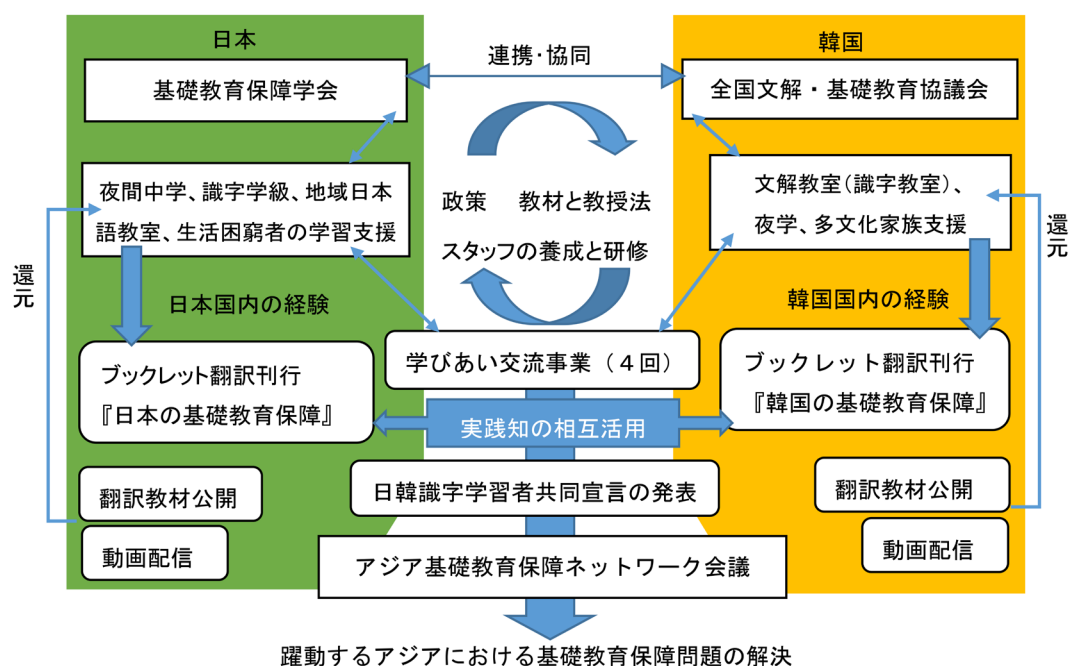 日本
韓国
連携・協同
基礎教育保障学会
全国文解・基礎教育協議会
夜間中学、識字学級、地域日本
語教室、生活困窮者の学習支援
政策　教材と教授法
スタッフの養成と研修
文解教室(識字教室)、
夜学、多文化家族支援
還元
還元
日本国内の経験
韓国国内の経験
学びあい交流事業（４回）
ブックレット翻訳刊行
『日本の基礎教育保障』
ブックレット翻訳刊行
『韓国の基礎教育保障』
実践知の相互活用
翻訳教材公開
日韓識字学習者共同宣言の発表
翻訳教材公開
動画配信
アジア基礎教育保障ネットワーク会議
動画配信
躍動するアジアにおける基礎教育保障問題の解決